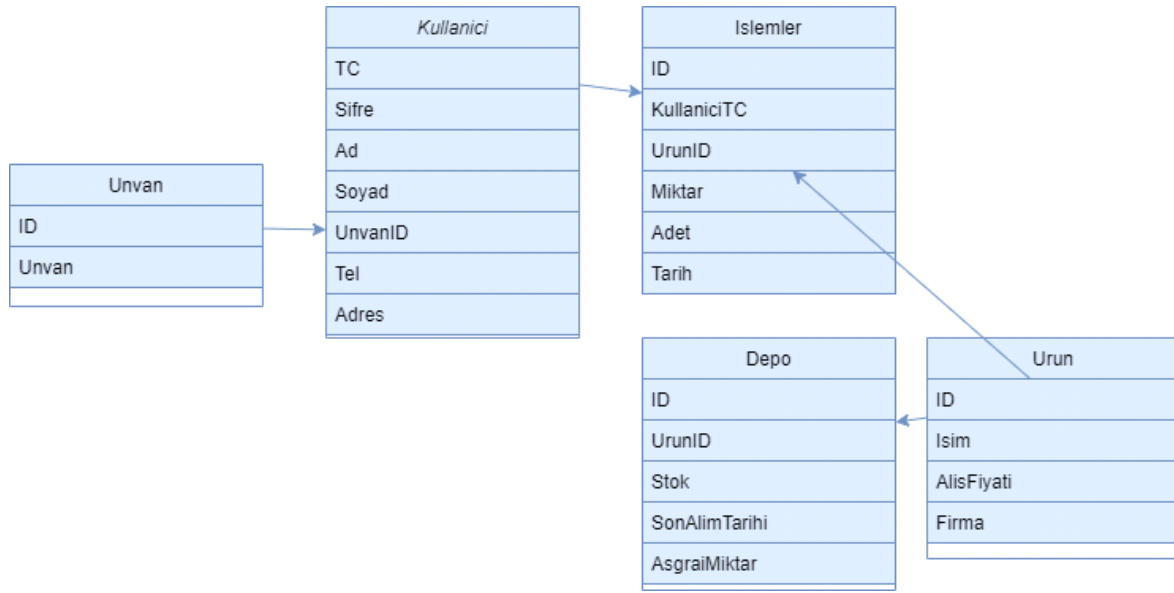 Unvan
ID
Unvan
Kullanici
TC
Sifre
Ad
Soyad
UnvanID
Tel
Adres
Islemler
ID
KullaniciTC
UrunID
Miktar
Adet
Tarih
Depo
ID
UrunID
Stok
SonAlimTarihi
AsgraiMiktar
Urun
ID
Isim
AlisFiyati
Firma